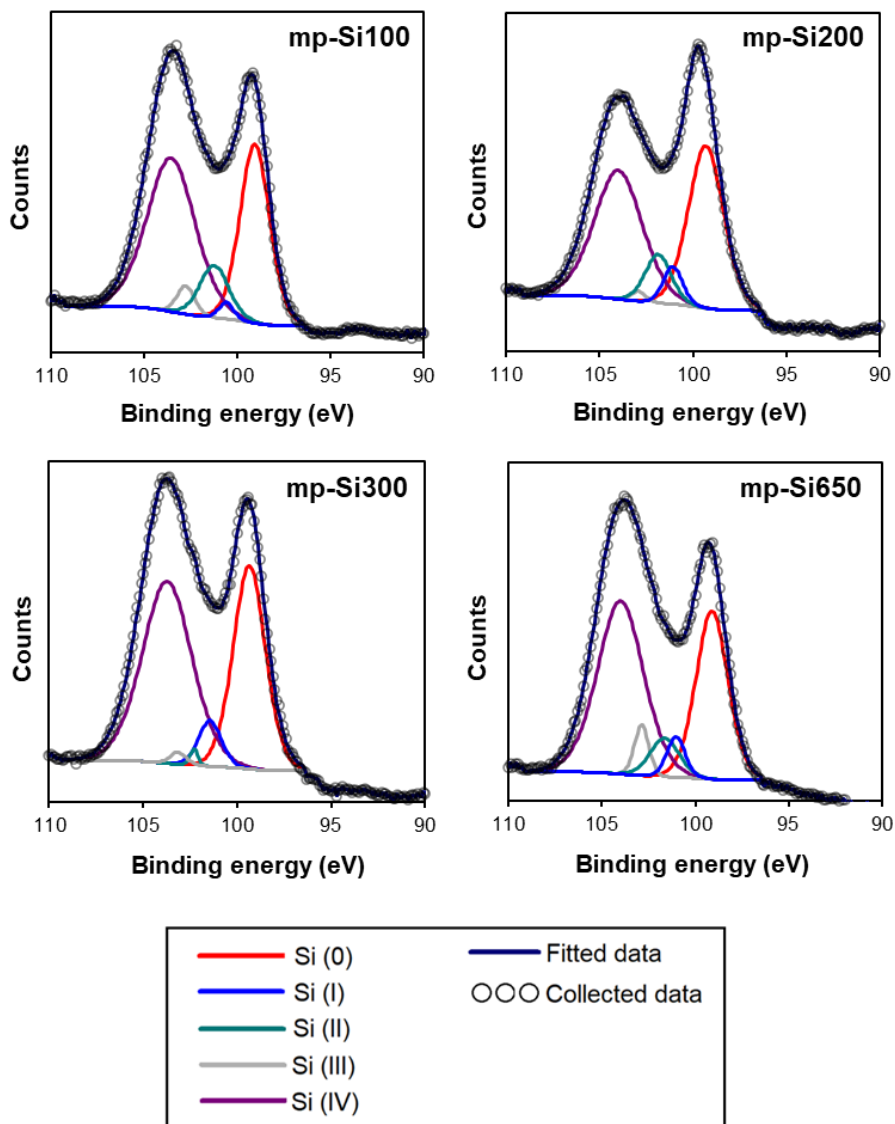 mp-Si100
Counts
110 105 100 95 90
Binding energy (eV)
mp-Si200
Counts
110 105 100 95 90
Binding energy (eV)
mp-Si300
Counts
110 105 100 95 90
Binding energy (eV)
mp-Si650
Counts
110 105 100 95 90
Binding energy (eV)
Si (0)
Si (I)
Si (II)
Si (III)
Si (IV)
Fitted data
Collected data